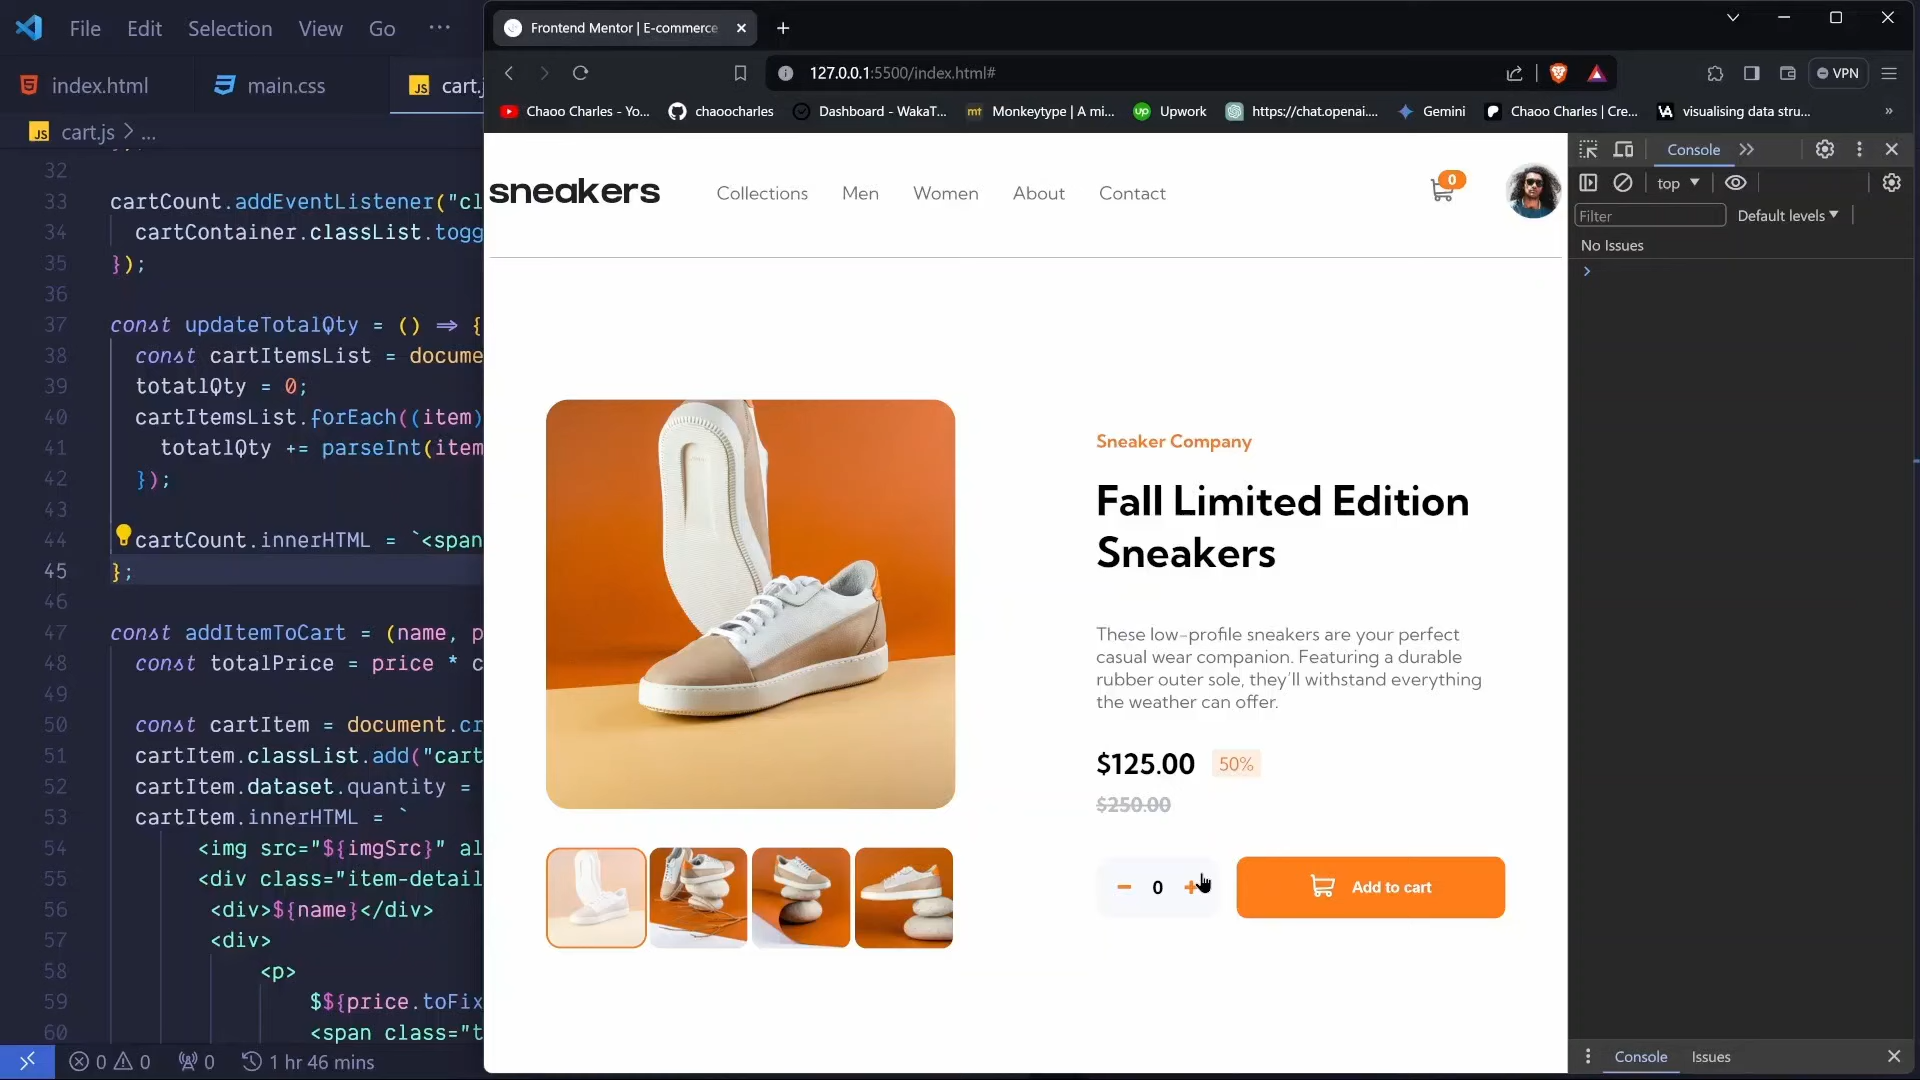 File Edit Selection View Go ···
index.html main.css cart.j
JS cart.js > ...
32
33 cartCount.addEventListener("cl
34 cartContainer.classList.togg
35 });
36
37 const updateTotalQty = () => {
38 const cartItemsList = docume
39 totatlQty = 0;
40 cartItemsList.forEach((item)
41 totatlQty += parseInt(item
42 });
43
44 cartCount.innerHTML = `<span
45 };
46
47 const addItemToCart = (name, p
48 const totalPrice = price * c
49
50 const cartItem = document.cr
51 cartItem.classList.add("cart
52 cartItem.dataset.quantity =
53 cartItem.innerHTML = `
54 <img src="${imgSrc}" al
55 <div class="item-detail
56 <div>${name}</div>
57 <div>
58 <p>
59 $${price.toFix
60 <span class="t
0 0 0 1 hr 46 mins
Frontend Mentor | E-commerce
127.0.0.1:5500/index.html#
VPN
Chaoo Charles - Yo... chaoocharles Dashboard - WakaT... mt Monkeytype | A mi... up Upwork https://chat.openai.... Gemini Chaoo Charles | Cre... VA visualising data stru... »
sneakers Collections Men Women About Contact 0
Sneaker Company
Fall Limited Edition
Sneakers
These low-profile sneakers are your perfect
casual wear companion. Featuring a durable
rubber outer sole, they'll withstand everything
the weather can offer.
$125.00 50%
$250.00
0 Add to cart
Console
top
Filter Default levels
No Issues
Console Issues